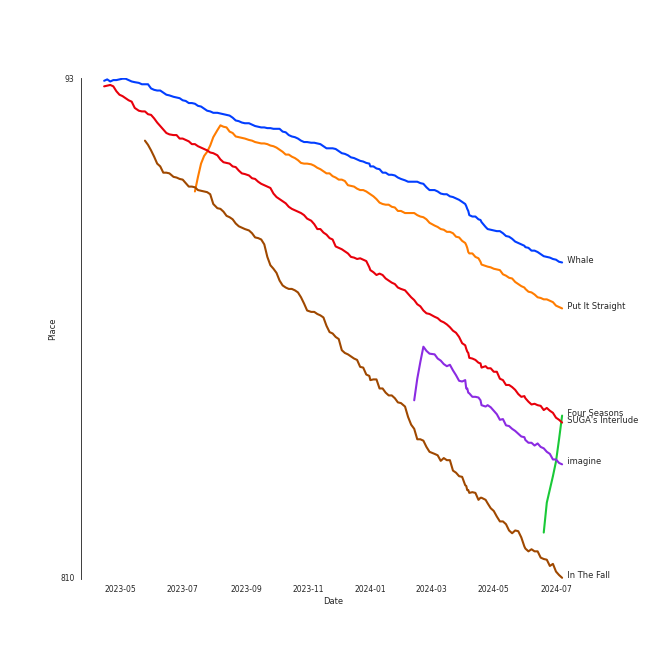 93
Place
Whale
Put It Straight
Four Seasons
SUGA's Interlude
imagine
In The Fall
810
2023-05 2023-07 2023-09 2023-11 2024-01 2024-03 2024-05 2024-07
Date